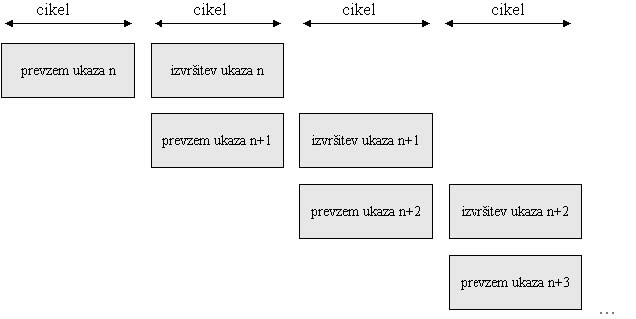 cikel cikel cikel cikel
prevzem ukaza n izvršitev ukaza n
prevzem ukaza n+1 izvršitev ukaza n+1
prevzem ukaza n+2 izvršitev ukaza n+2
prevzem ukaza n+3
...